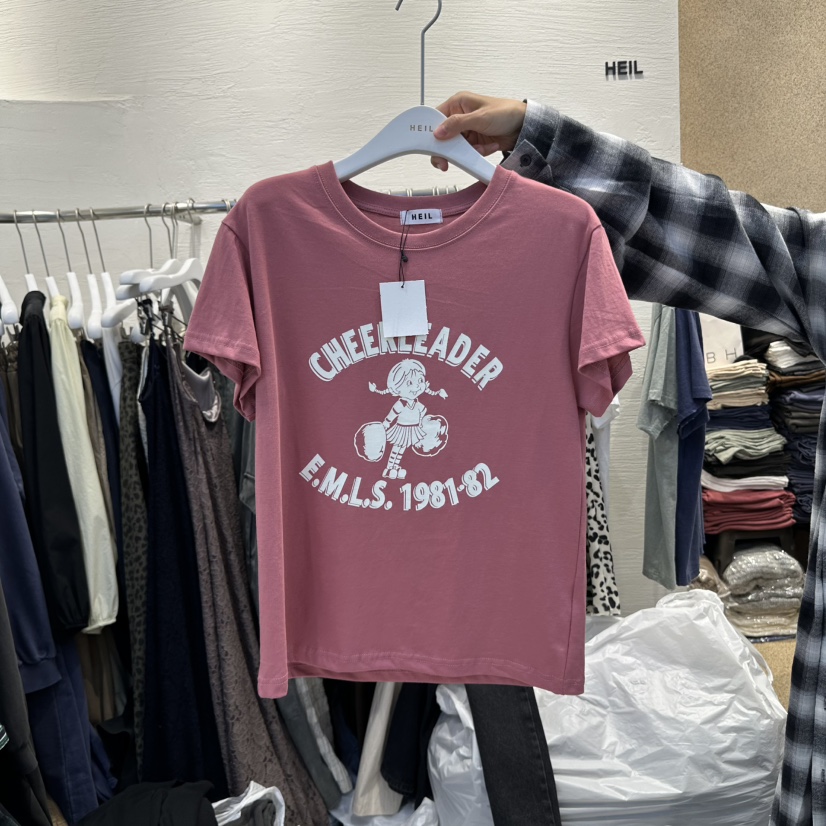 HEIL
HEIL
HEIL
CHEERLEADER
E.M.L.S. 1981-82
B H